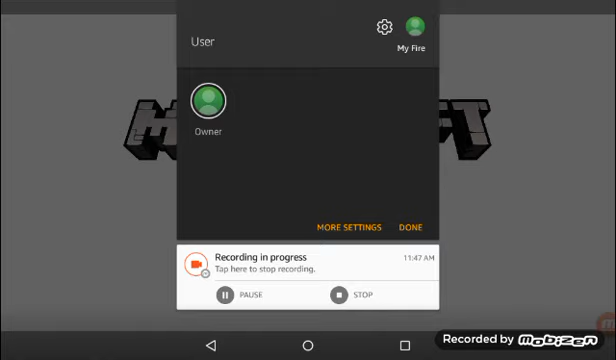 My Fire
User
Owner
MORE SETTINGS DONE
Recording in progress 11:47 AM
Tap here to stop recording.
PAUSE STOP
Recorded by mobizen